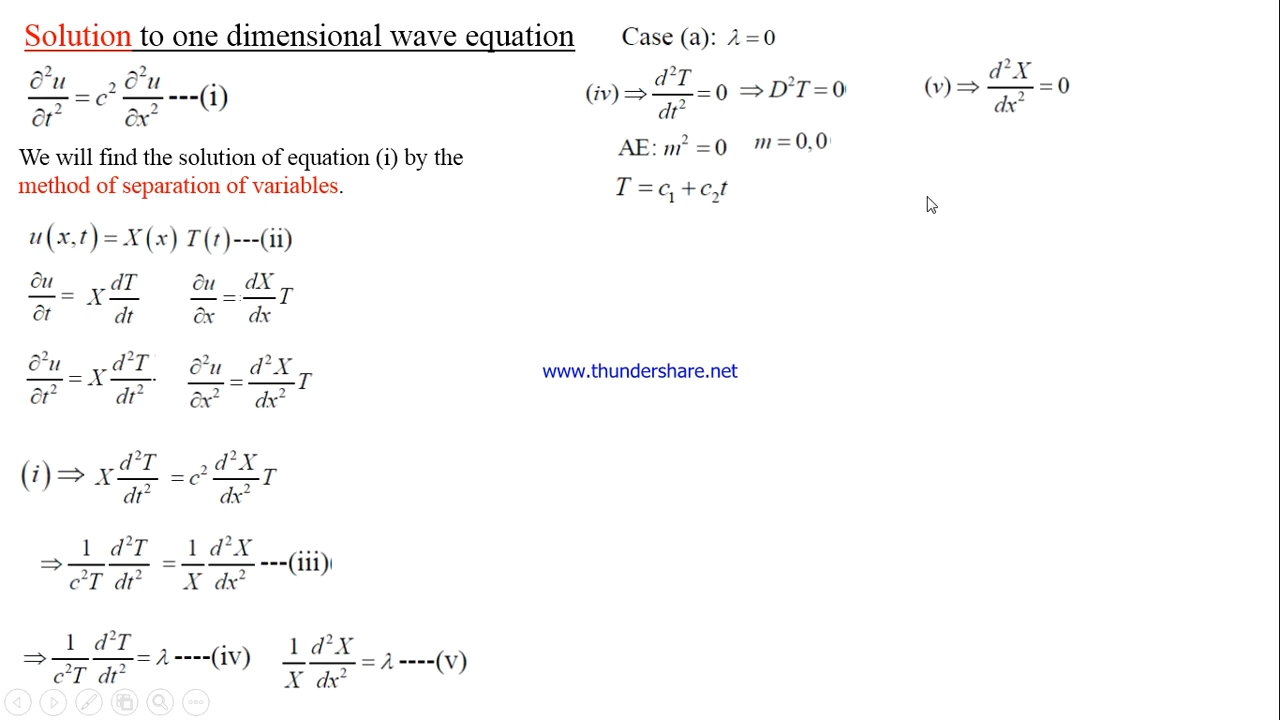 Solution to one dimensional wave equation
∂²u/∂t² = c² ∂²u/∂x² ---(i)
We will find the solution of equation (i) by the
method of separation of variables.
u(x,t) = X(x) T(t)---(ii)
∂u/∂t = X dT/dt   ∂u/∂x = dX/dx T
∂²u/∂t² = X d²T/dt²   ∂²u/∂x² = d²X/dx² T
(i) ⇒ X d²T/dt² = c² d²X/dx² T
⇒ 1/c²T d²T/dt² = 1/X d²X/dx² ---(iii)
⇒ 1/c²T d²T/dt² = λ ----(iv)   1/X d²X/dx² = λ ----(v)
Case (a): λ = 0
(iv) ⇒ d²T/dt² = 0 ⇒ D²T = 0
AE: m² = 0   m = 0,0
T = c₁ + c₂t
(v) ⇒ d²X/dx² = 0
www.thundershare.net